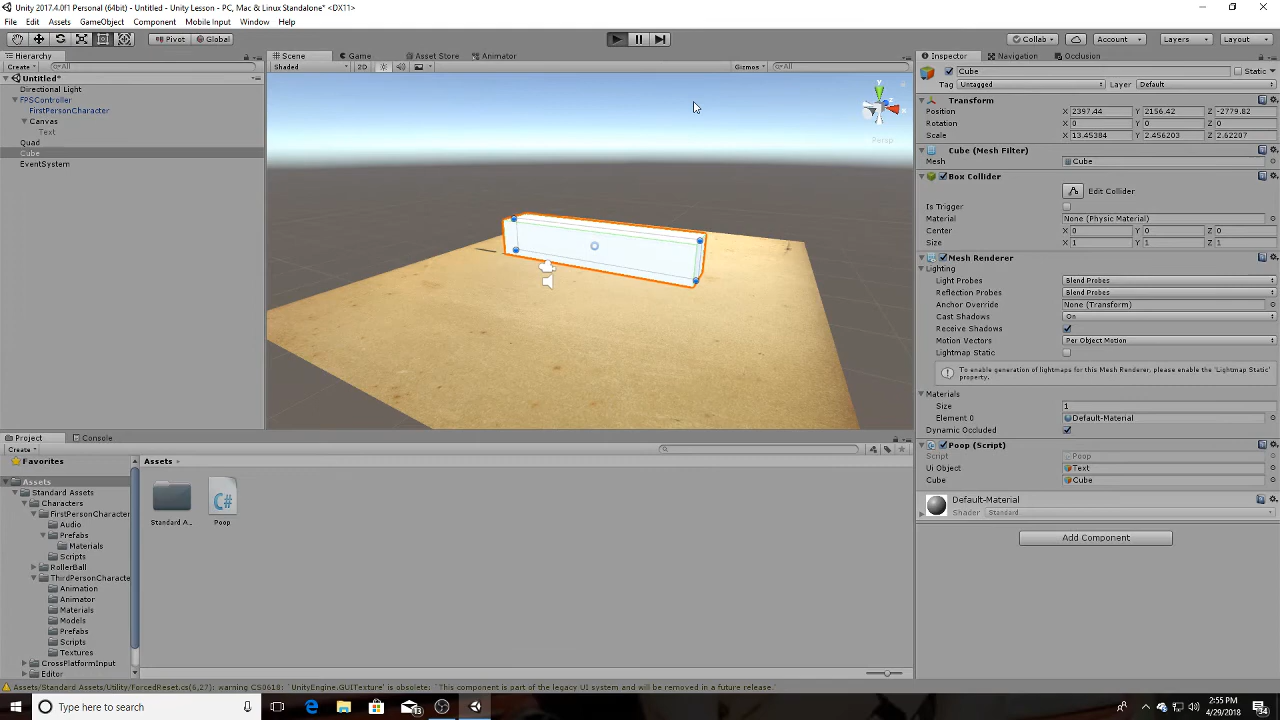 Unity 2017.4.0f1 Personal (64bit) - Untitled - Unity Lesson - PC, Mac & Linux Standalone* <DX11>
File Edit Assets GameObject Component Mobile Input Window Help
Pivot Global Collab Account Layers Layout
Hierarchy
Create All
Untitled*
Directional Light
FPSController
FirstPersonCharacter
Canvas
Text
Quad
Cube
EventSystem
Scene Game Asset Store Animator
Shaded 2D Gizmos All
Persp
Inspector Navigation Occlusion
Cube Static
Tag Untagged Layer Default
Transform
Position X 2397.44 Y 2156.42 Z -2779.82
Rotation X 0 Y 0 Z 0
Scale X 13.45384 Y 2.456203 Z 2.62207
Cube (Mesh Filter)
Mesh Cube
Box Collider
Edit Collider
Is Trigger
Material None (Physic Material)
Center X 0 Y 0 Z 0
Size X 1 Y 1 Z 1
Mesh Renderer
Lighting
Light Probes Blend Probes
Reflection Probes Blend Probes
Anchor Override None (Transform)
Cast Shadows On
Receive Shadows
Motion Vectors Per Object Motion
Lightmap Static
To enable generation of lightmaps for this Mesh Renderer, please enable the 'Lightmap Static'
property.
Materials
Size 1
Element 0 Default-Material
Dynamic Occluded
Poop (Script)
Script Poop
Ui Object Text
Cube Cube
Default-Material
Shader Standard
Add Component
Project Console
Create
Favorites
Assets
Standard Assets
Characters
FirstPersonCharacter
Audio
Prefabs
Materials
Scripts
RollerBall
ThirdPersonCharacte
Animation
Animator
Materials
Models
Prefabs
Scripts
Textures
CrossPlatformInput
Editor
Assets
Standard A...
C#
Poop
Assets/Standard Assets/Utility/ForcedReset.cs(6,27): warning CS0618: `UnityEngine.GUITexture' is obsolete: `This component is part of the legacy UI system and will be removed in a future release.'
Type here to search
13
2:55 PM
4/29/2018
2